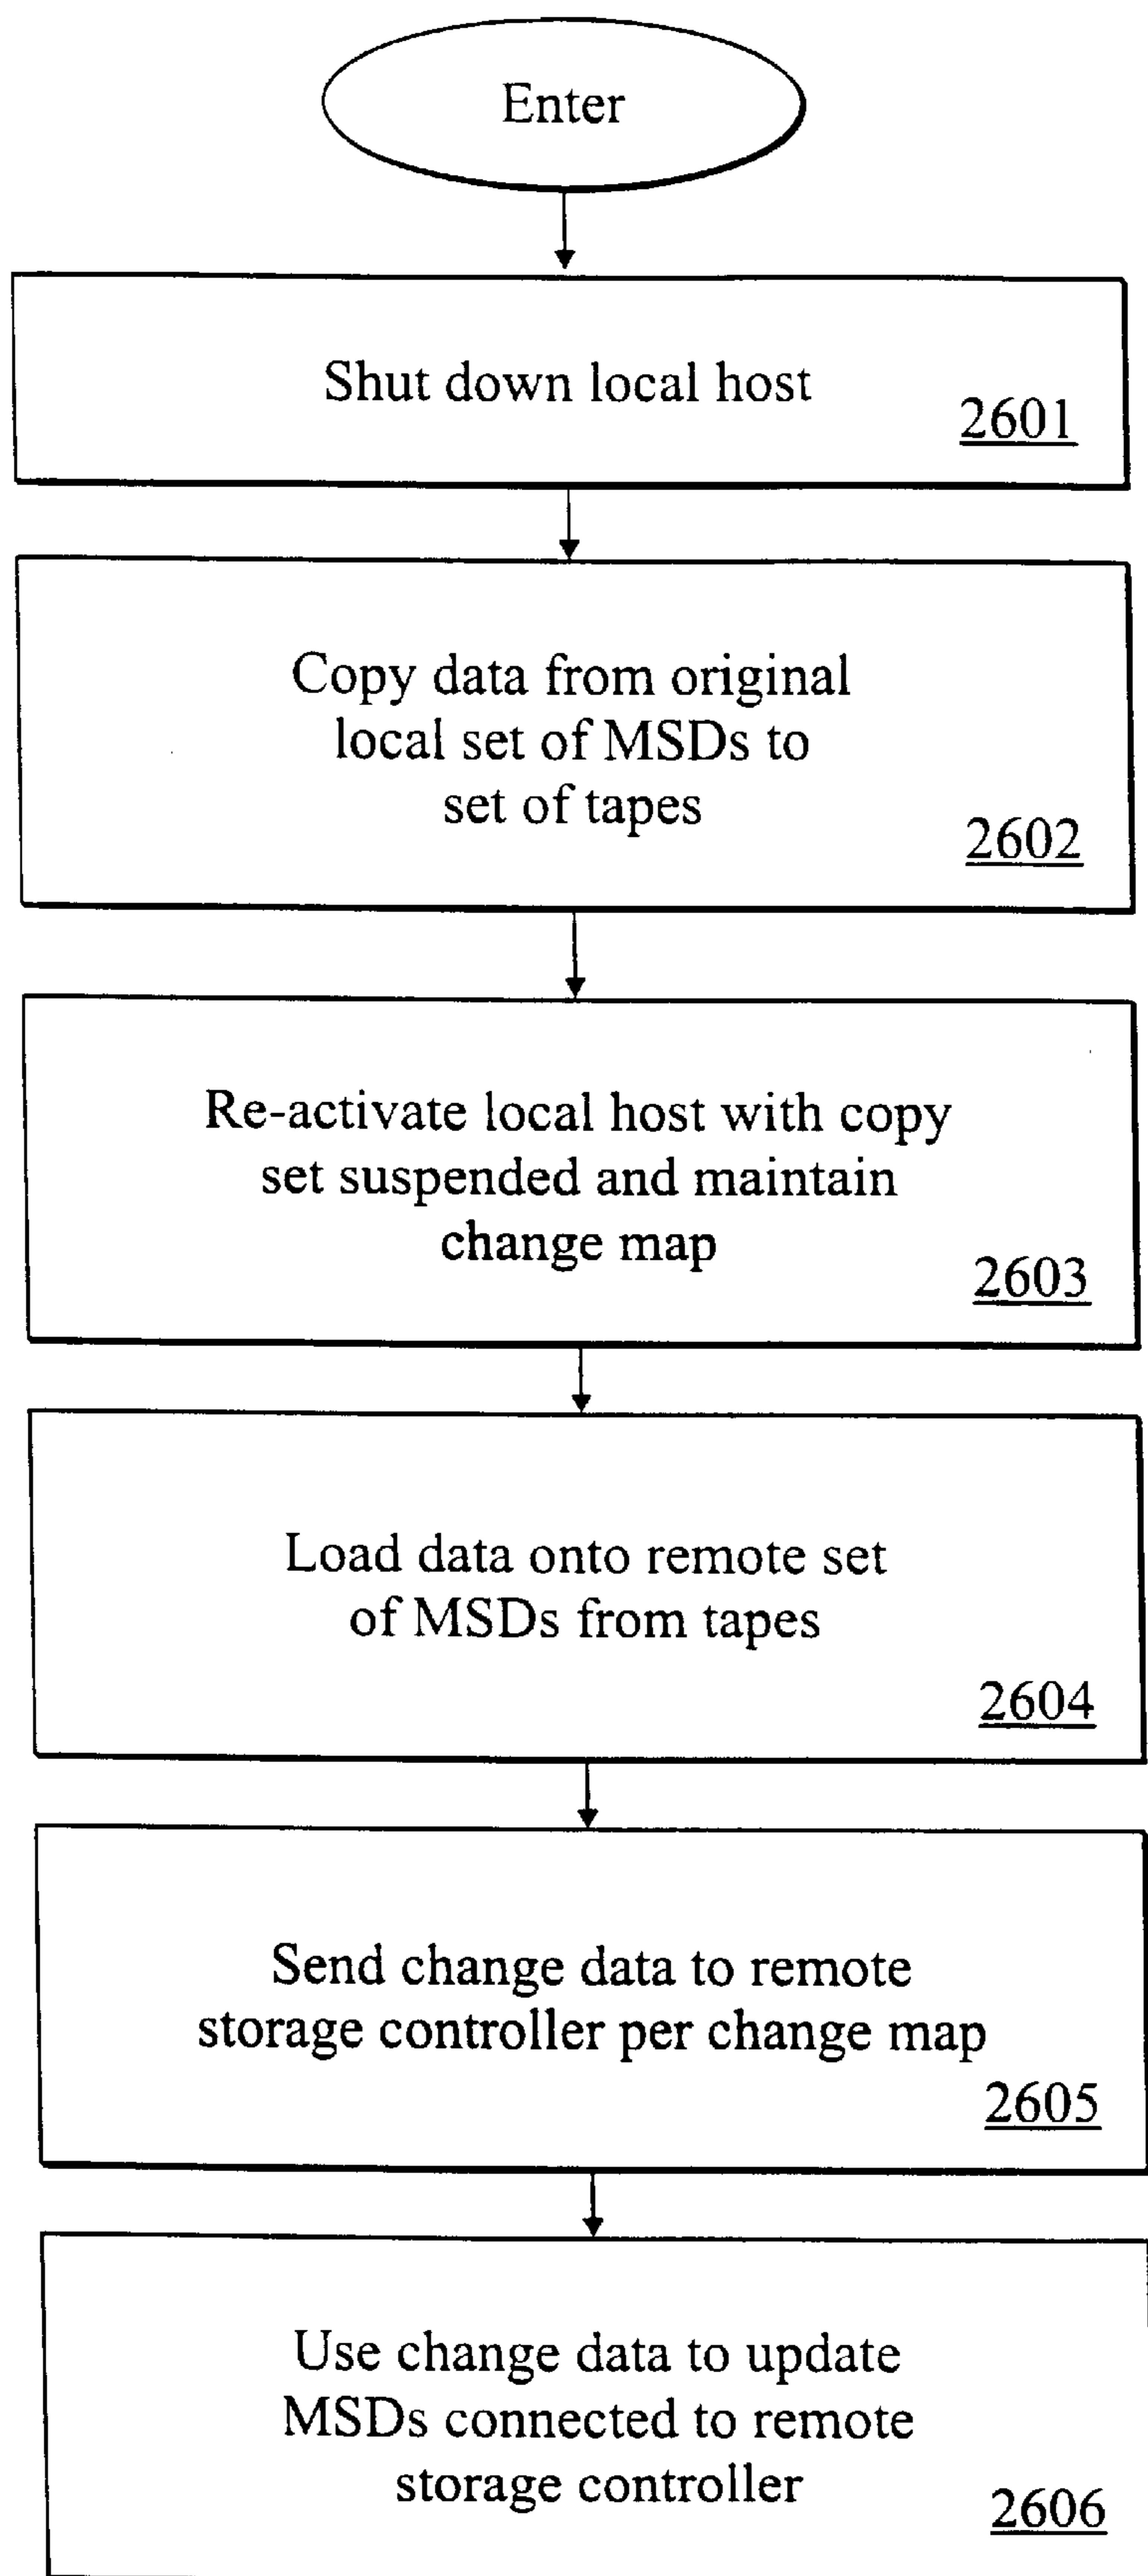 Enter
Shut down local host
2601
Copy data from original
local set of MSDs to
set of tapes
2602
Re-activate local host with copy
set suspended and maintain
change map
2603
Load data onto remote set
of MSDs from tapes
2604
Send change data to remote
storage controller per change map
2605
Use change data to update
MSDs connected to remote
storage controller
2606